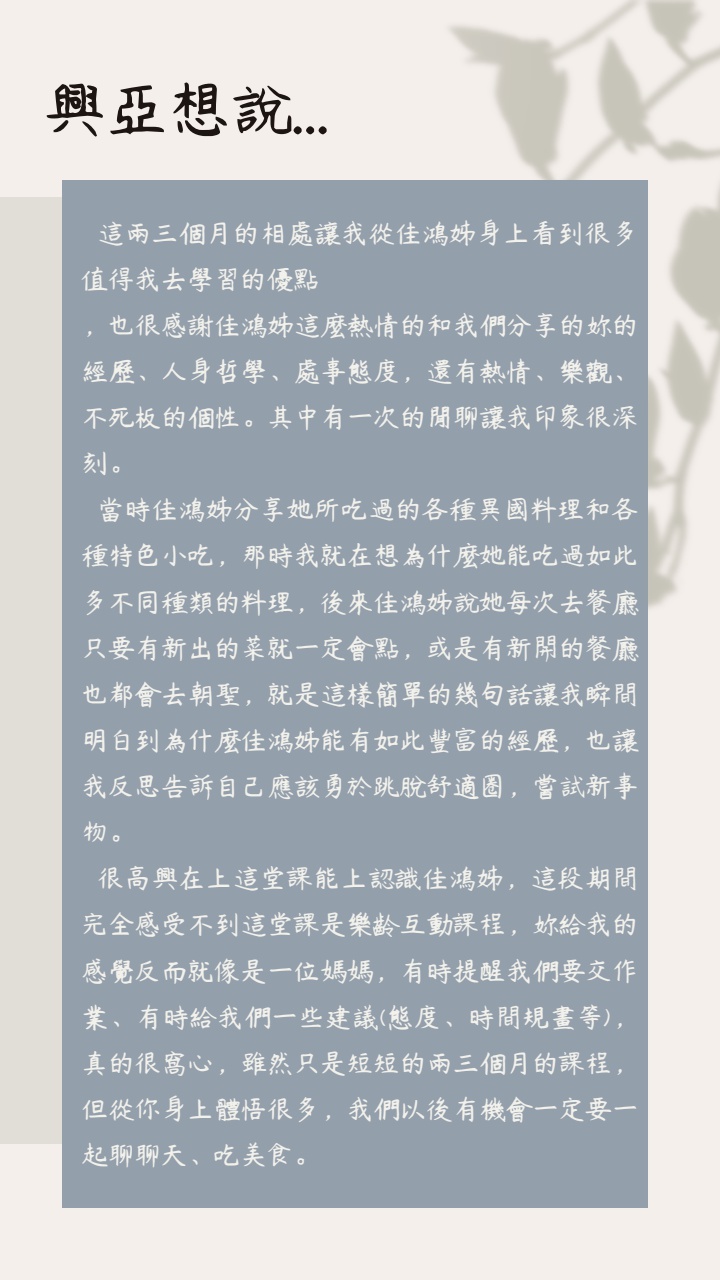 興亞想說...
這兩三個月的相處讓我從佳鴻姊身上看到很多
值得我去學習的優點
，也很感謝佳鴻姊這麼熱情的和我們分享的妳的
經歷、人身哲學、處事態度，還有熱情、樂觀、
不死板的個性。其中有一次的閒聊讓我印象很深
刻。
當時佳鴻姊分享她所吃過的各種異國料理和各
種特色小吃，那時我就在想為什麼她能吃過如此
多不同種類的料理，後來佳鴻姊說她每次去餐廳
只要有新出的菜就一定會點，或是有新開的餐廳
也都會去朝聖，就是這樣簡單的幾句話讓我瞬間
明白到為什麼佳鴻姊能有如此豐富的經歷，也讓
我反思告訴自己應該勇於跳脫舒適圈，嘗試新事
物。
很高興在上這堂課能上認識佳鴻姊，這段期間
完全感受不到這堂課是樂齡互動課程，妳給我的
感覺反而就像是一位媽媽，有時提醒我們要交作
業、有時給我們一些建議(態度、時間規畫等)，
真的很窩心，雖然只是短短的兩三個月的課程，
但從你身上體悟很多，我們以後有機會一定要一
起聊聊天、吃美食。